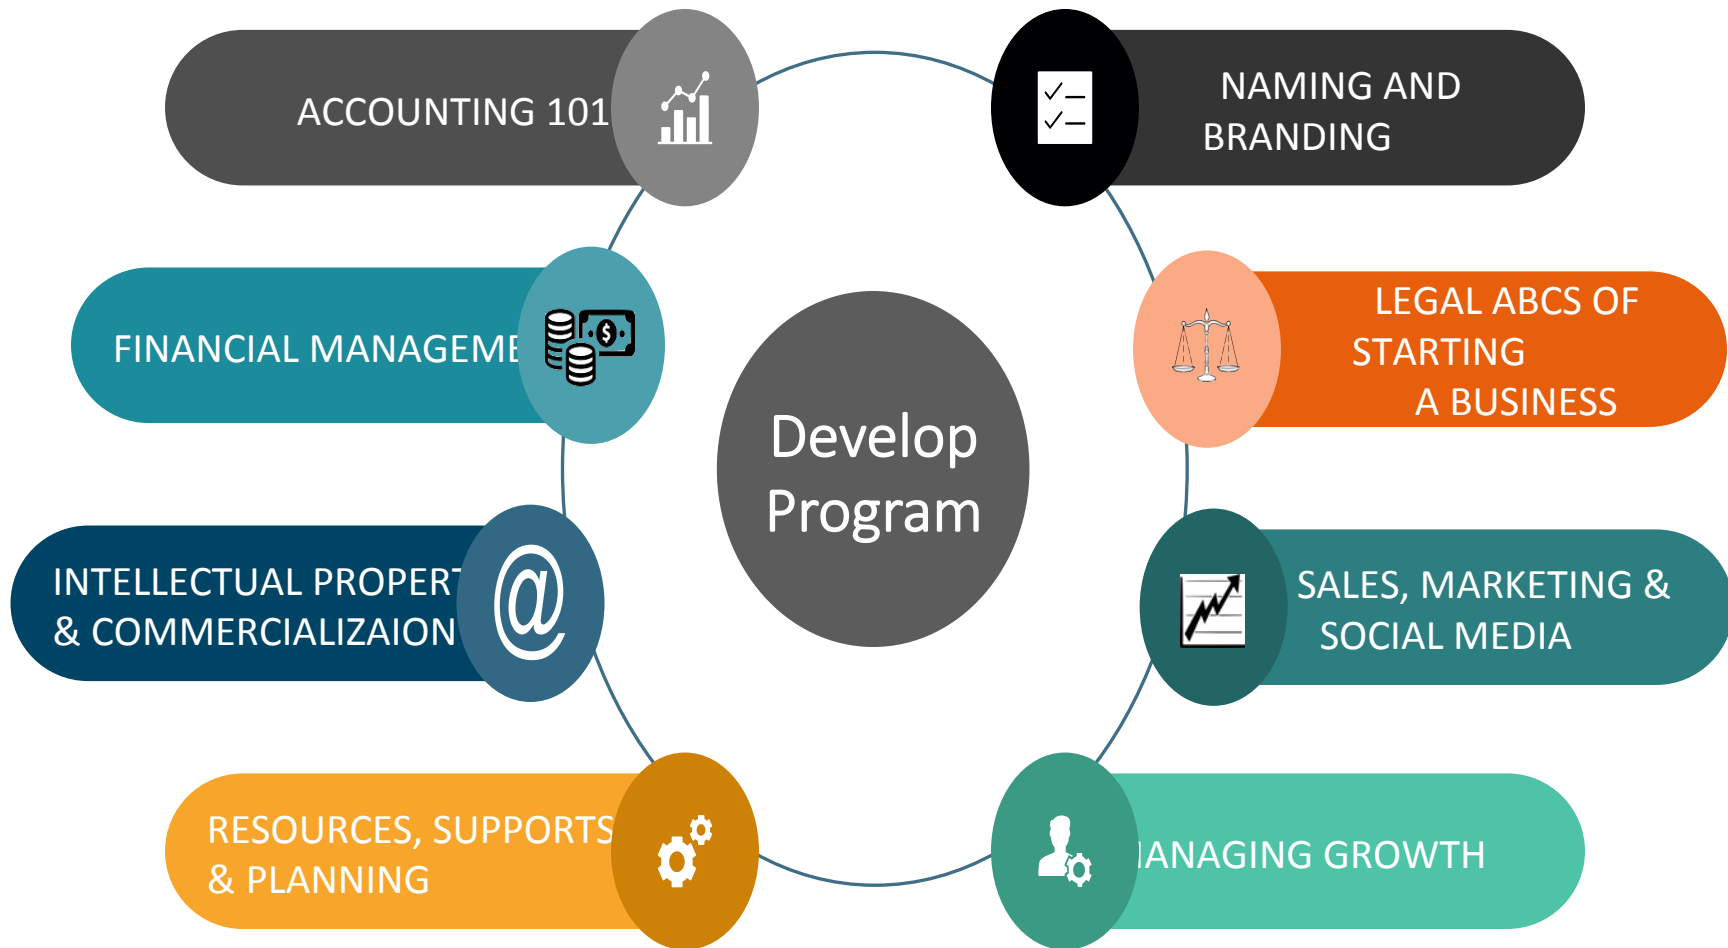 ACCOUNTING 101
NAMING AND
BRANDING
FINANCIAL MANAGEME
LEGAL ABCS OF
STARTING
A BUSINESS
Develop
Program
INTELLECTUAL PROPERT
& COMMERCIALIZAION
@
SALES, MARKETING &
SOCIAL MEDIA
RESOURCES, SUPPORTS
& PLANNING
ANAGING GROWTH